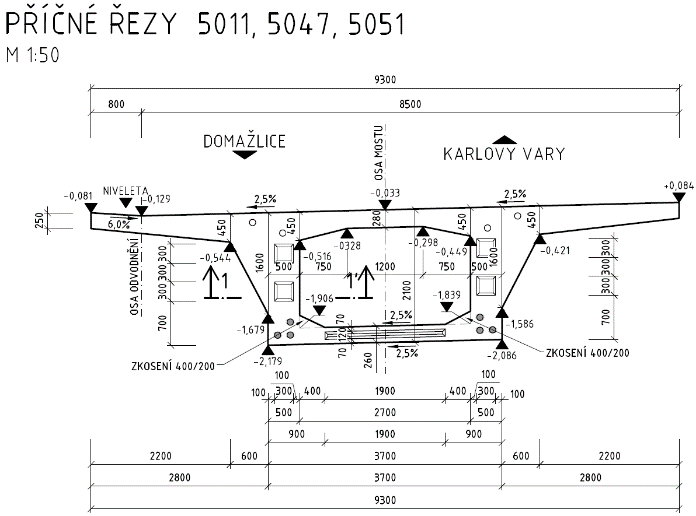 PŘÍČNÉ ŘEZY 5011, 5047, 5051
M 1:50
9300
800 8500
DOMAŽLICE
KARLOVY VARY
OSA MOSTU
-0,081 NIVELETA -0,129 2,5% -0,033 2,5% +0,084
250 6,0% 450 450 280 450 450
OSA ODVODNĚNÍ
-0,544 -0,516 -0328 -0,298 -0,449 -0,421
300 300 300 700
1600 500 750 1200 750 500 1600
300 300 300 700
1 1'
2100
-1,906 -1,839
-1,679 70 120 70 2,5% -1,586
-2,179 260 2,5% -2,086
ZKOSENÍ 400/200 ZKOSENÍ 400/200
100 100
100 300 400 1900 400 300 100
500 2700 500
900 1900 900
2200 600 3700 600 2200
2800 3700 2800
9300